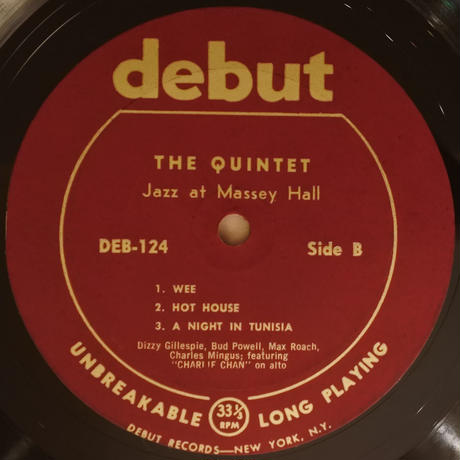 debut
THE QUINTET
Jazz at Massey Hall
DEB-124
Side B
1. WEE
2. HOT HOUSE
3. A NIGHT IN TUNISIA
Dizzy Gillespie, Bud Powell, Max Roach,
Charles Mingus; featuring
"CHARLIE CHAN" on alto
UNBREAKABLE
33 1/3
RPM
LONG PLAYING
DEBUT RECORDS—NEW YORK, N.Y.